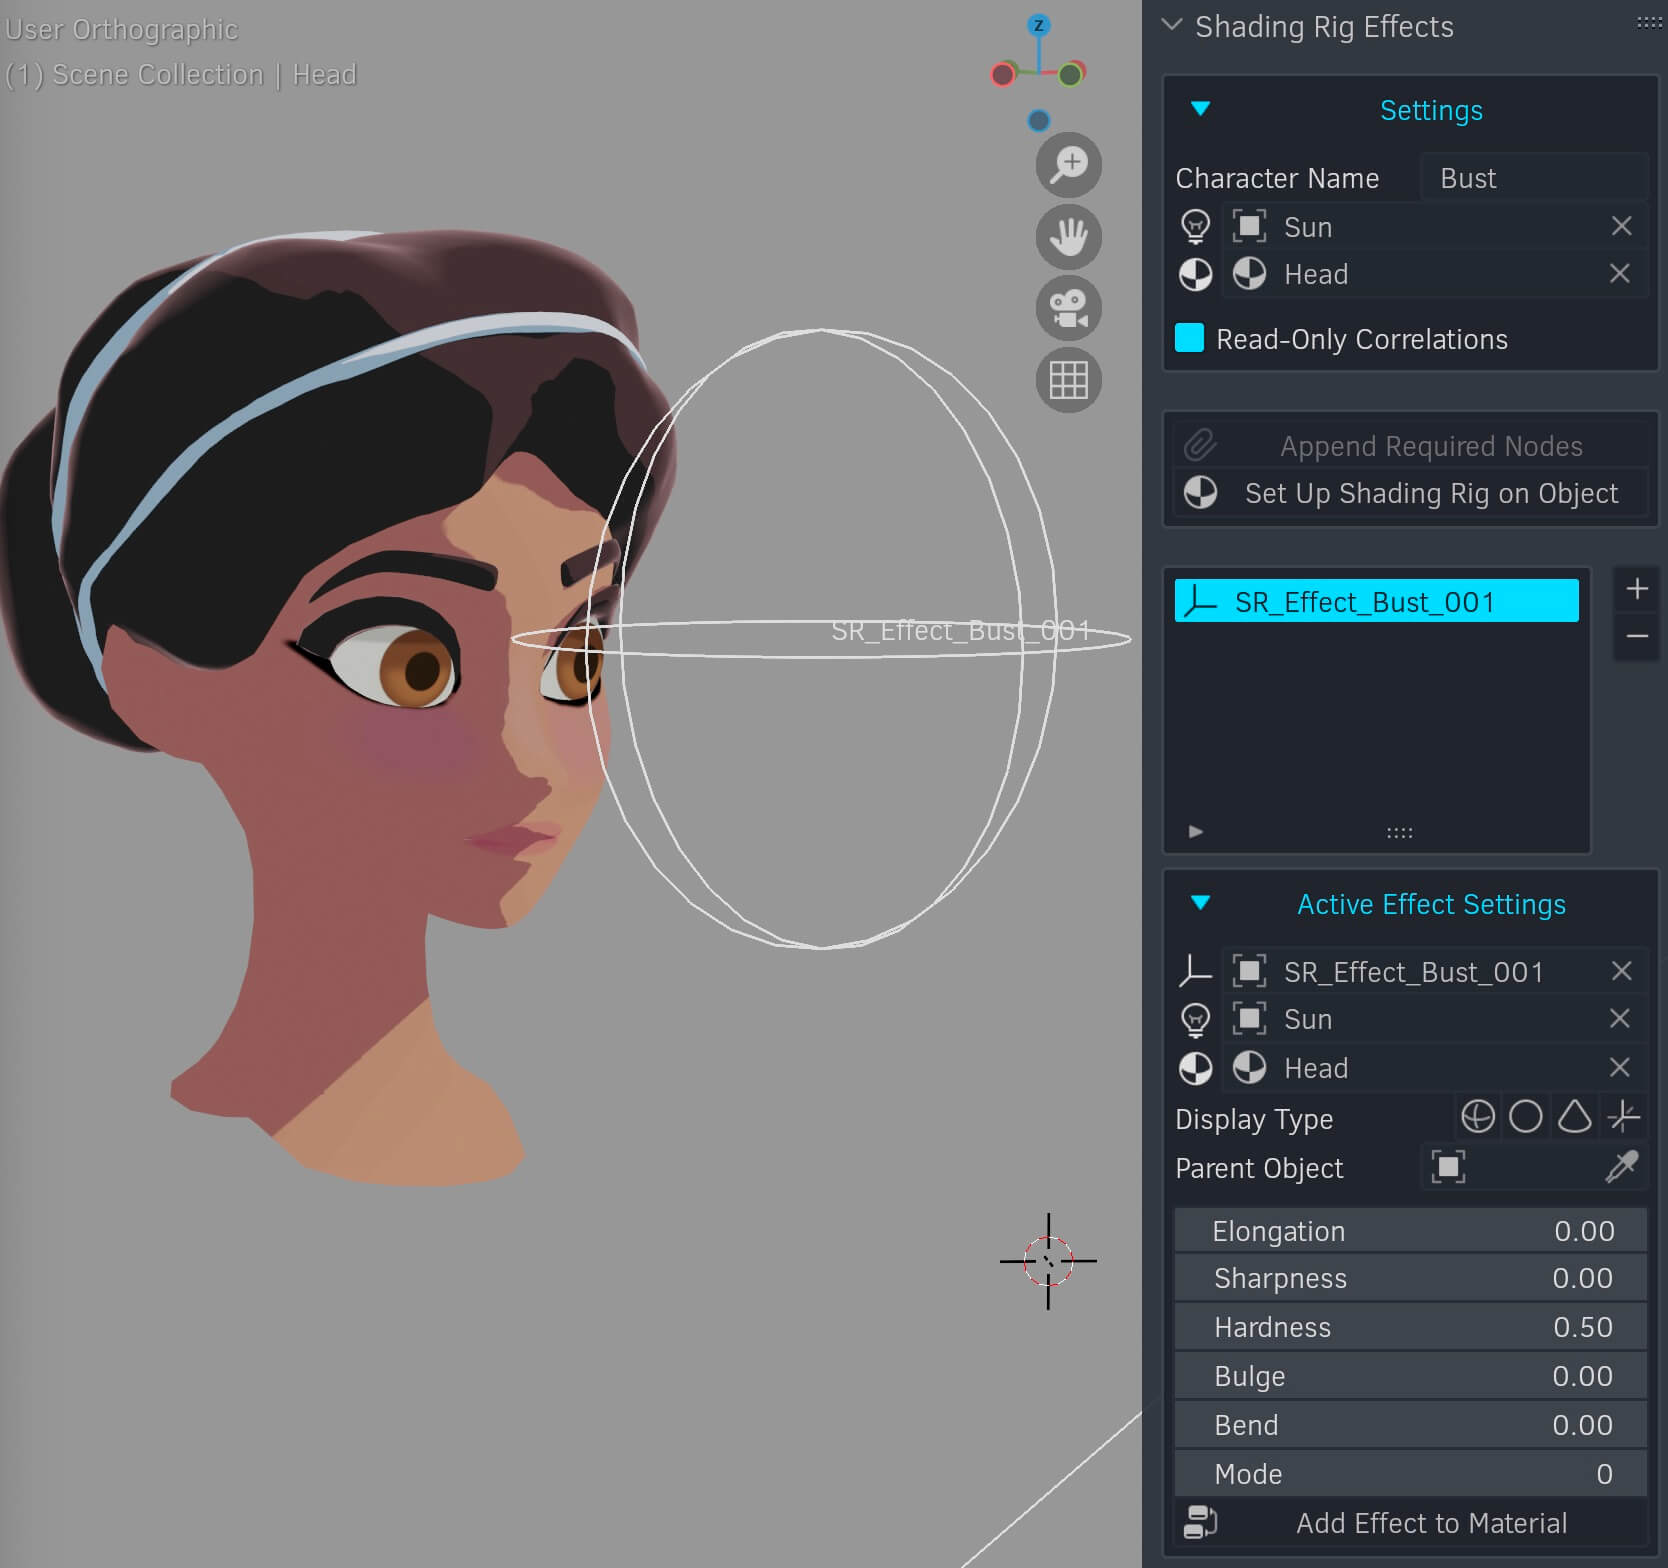 User Orthographic
(1) Scene Collection | Head
Z
SR_Effect_Bust_001
Shading Rig Effects
Settings
Character Name Bust
Sun
Head
Read-Only Correlations
Append Required Nodes
Set Up Shading Rig on Object
SR_Effect_Bust_001
Active Effect Settings
SR_Effect_Bust_001
Sun
Head
Display Type
Parent Object
Elongation 0.00
Sharpness 0.00
Hardness 0.50
Bulge 0.00
Bend 0.00
Mode 0
Add Effect to Material